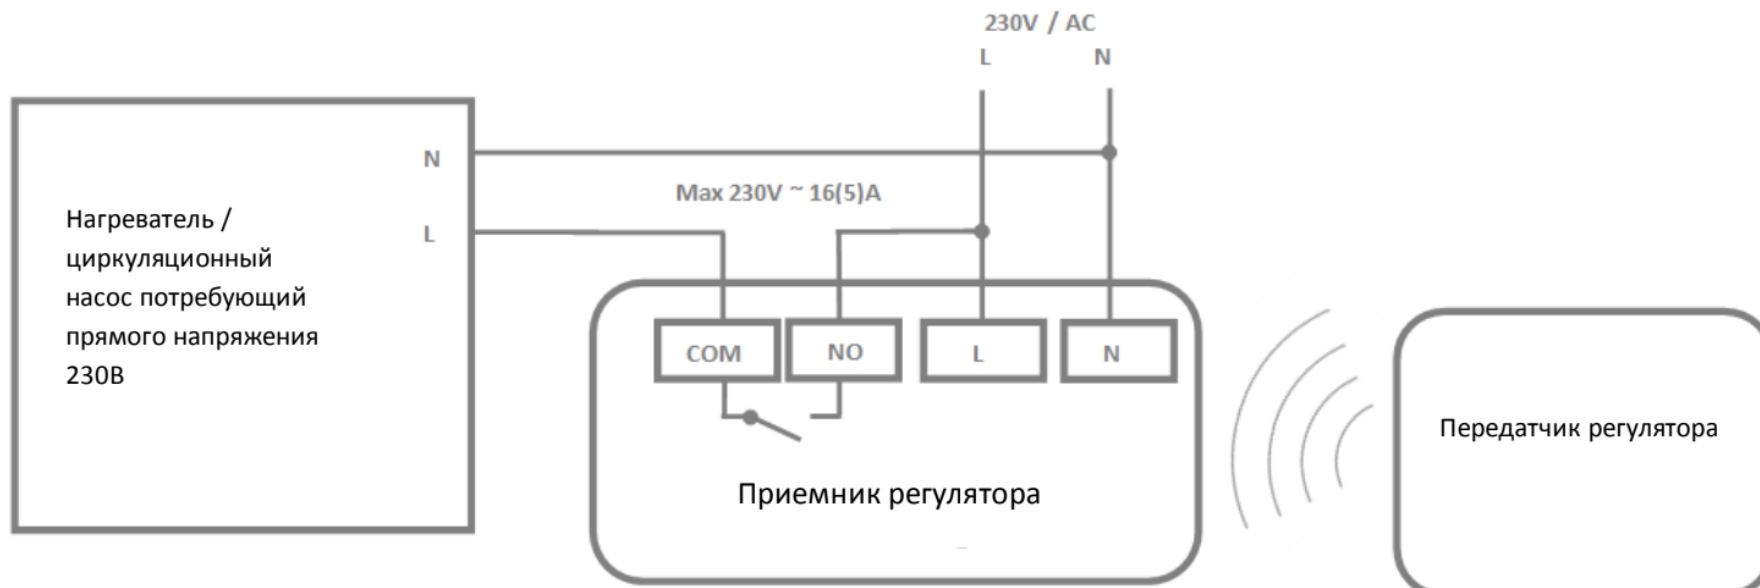 230V / AC
L N
N
Max 230V ~ 16(5)A
L
Нагреватель /
циркуляционный
насос потребующий
прямого напряжения
230В
COM NO L N
Приемник регулятора
Передатчик регулятора